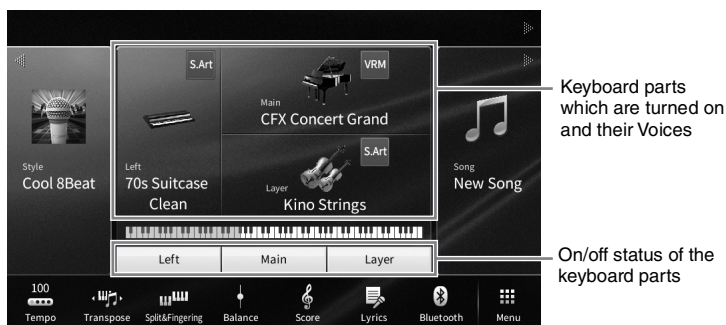 S.Art
VRM
Main
CFX Concert Grand
Keyboard parts
which are turned on
and their Voices
Style
Cool 8Beat
Left
70s Suitcase
Clean
S.Art
Layer
Kino Strings
Song
New Song
Left
Main
Layer
On/off status of the
keyboard parts
100
Tempo
Transpose
Split&Fingering
Balance
Score
Lyrics
Bluetooth
Menu